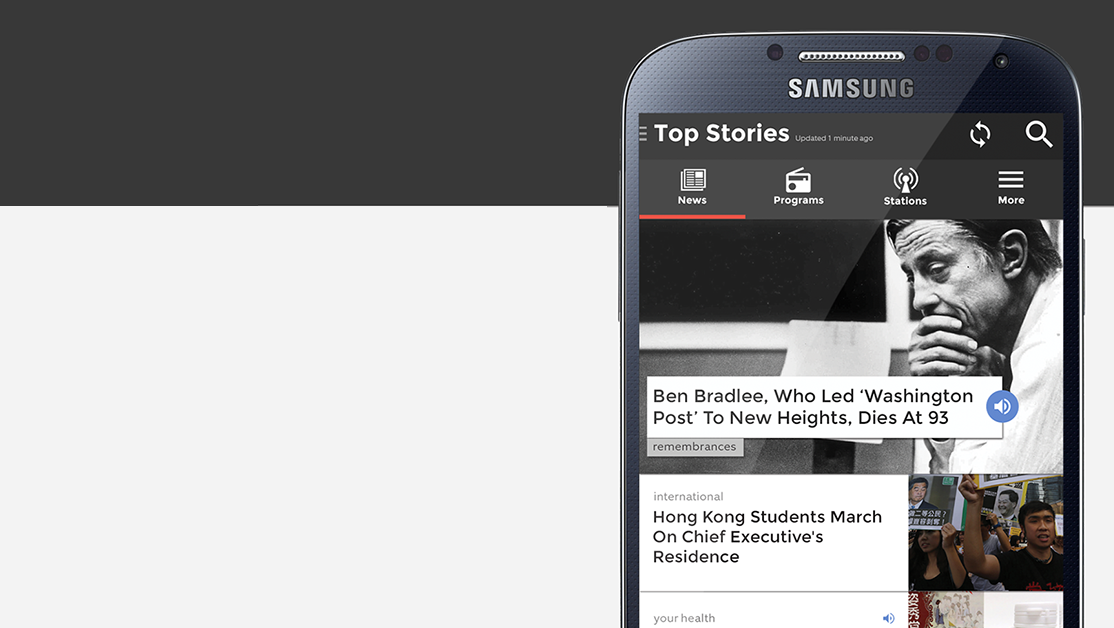 SAMSUNG
Top Stories Updated 1 minute ago
News
Programs
Stations
More
Ben Bradlee, Who Led ‘Washington
Post’ To New Heights, Dies At 93
remembrances
international
Hong Kong Students March
On Chief Executive's
Residence
your health